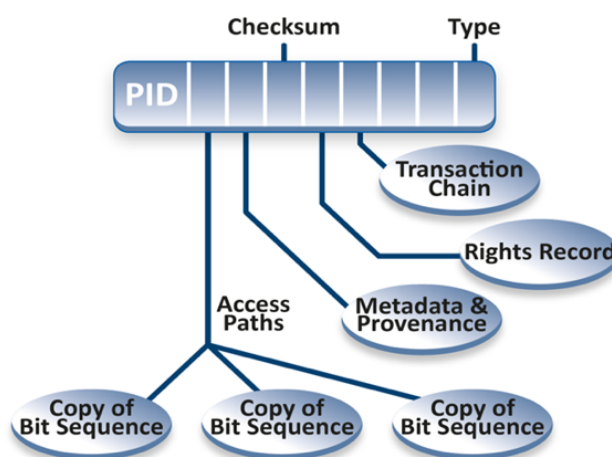 Checksum
Type
PID
Transaction
Chain
Rights Record
Access
Paths
Metadata &
Provenance
Copy of
Bit Sequence
Copy of
Bit Sequence
Copy of
Bit Sequence